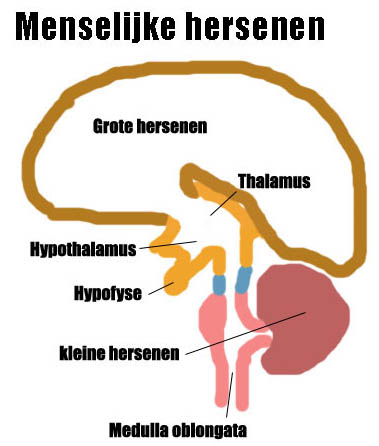 Menselijke hersenen
Grote hersenen
Thalamus
Hypothalamus
Hypofyse
kleine hersenen
Medulla oblongata